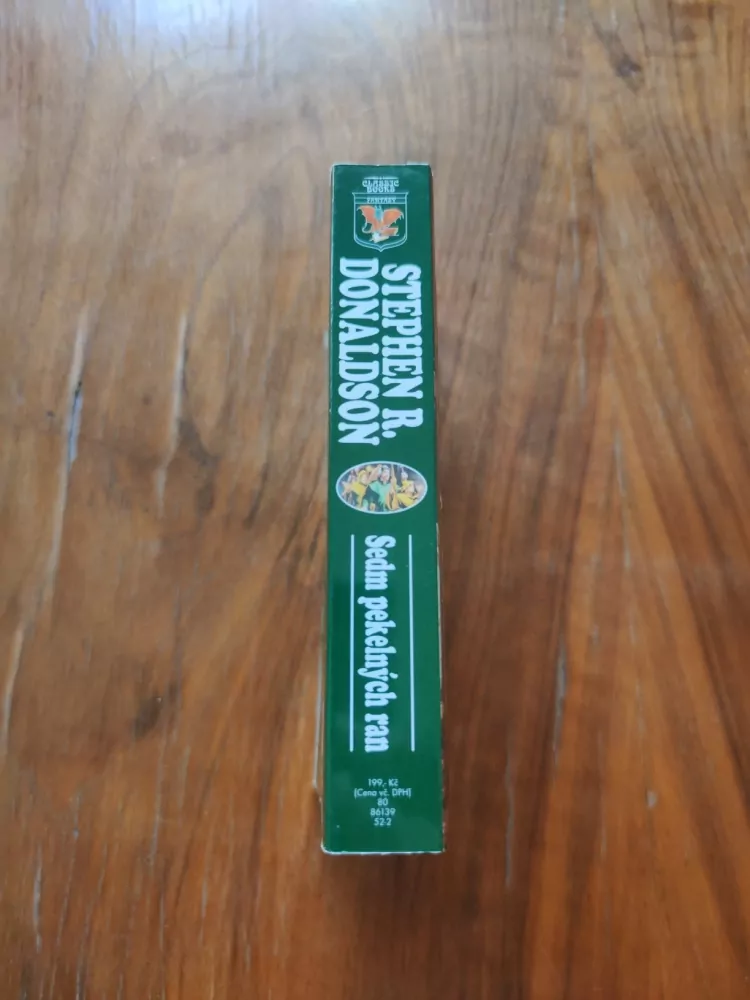 CLASSIC
BOOKS
FANTASY
STEPHEN R.
DONALDSON
Sedm pekelných ran
199,- Kč
(Cena vč. DPH)
80
86139
52-2